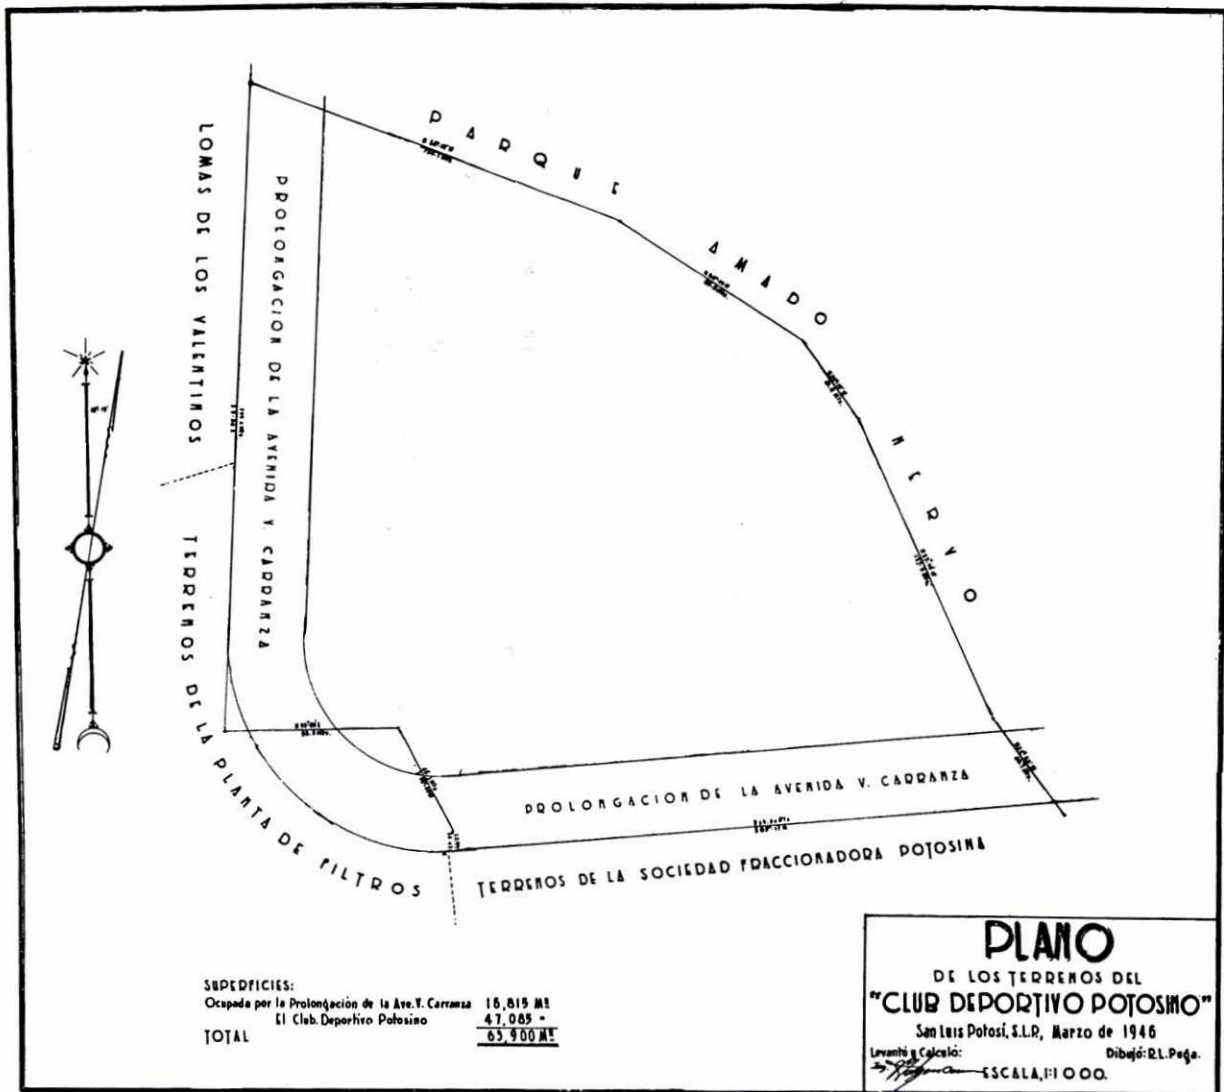 PARQUE AMADO NERVO
LOMAS DE LOS VALENTINOS
PROLONGACION DE LA AVENIDA V. CARRANZA
TERRENOS DE LA PLANTA DE FILTROS
PROLONGACION DE LA AVENIDA V. CARRANZA
TERRENOS DE LA SOCIEDAD FRACCIONADORA POTOSINA
SUPERFICIES:
Ocupada por la Prolongación de la Ave. V. Carranza 16,815 M²
El Club. Deportivo Potosino 47,085 "
TOTAL 63,900 M²
PLANO
DE LOS TERRENOS DEL
"CLUB DEPORTIVO POTOSINO"
San Luis Potosí, S.L.P., Marzo de 1946
Levantó y Calculó: Dibujó: R.L. Puga.
ESCALA, 1:1000.